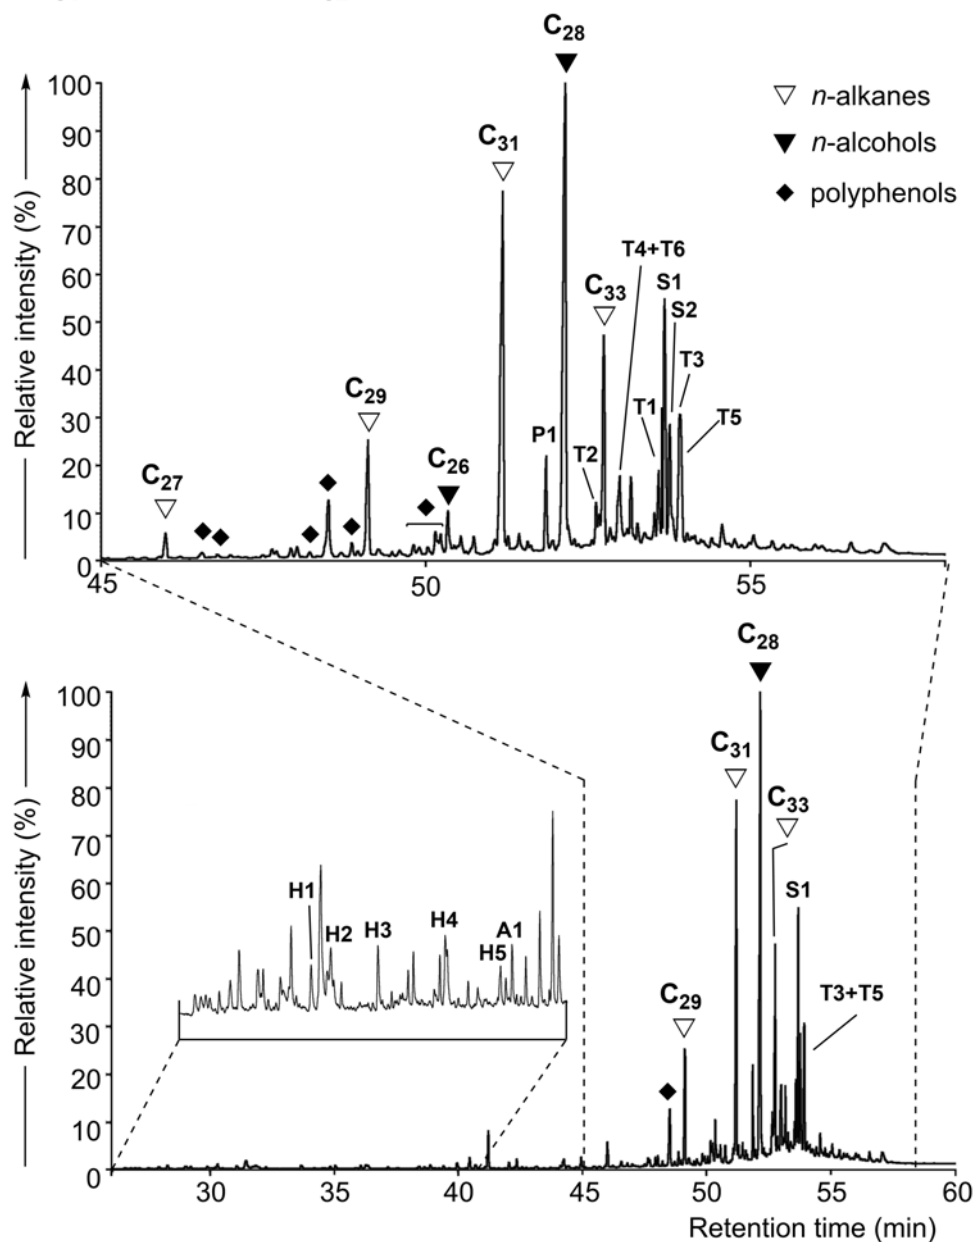 C28
100
90
80
70
60
50
40
30
20
10
0
Relative intensity (%)
n-alkanes
n-alcohols
polyphenols
C31
T4+T6
S1
C33
S2
T3
C29
P1
T1
T5
T2
C27
C26
45
50
55
C28
100
90
80
70
60
50
40
30
20
10
0
Relative intensity (%)
C31
C33
H1
S1
H2
H3
H4
A1
H5
C29
T3+T5
30
35
40
45
50
55
60
Retention time (min)